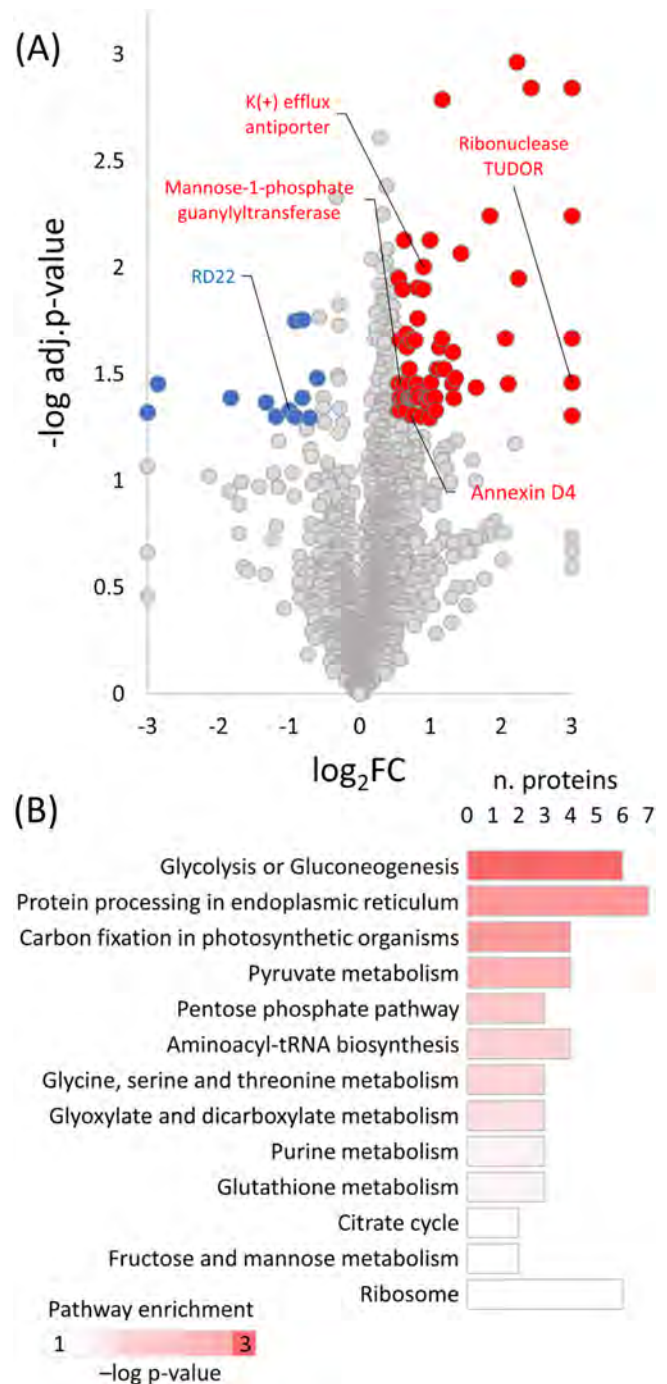 (A)
3
2.5
2
1.5
1
0.5
0
-log adj.p-value
K(+) efflux
antiporter
Ribonuclease
TUDOR
Mannose-1-phosphate
guanylyltransferase
RD22
Annexin D4
-3 -2 -1 0 1 2 3
log₂FC
(B)
n. proteins
0 1 2 3 4 5 6 7
Glycolysis or Gluconeogenesis
Protein processing in endoplasmic reticulum
Carbon fixation in photosynthetic organisms
Pyruvate metabolism
Pentose phosphate pathway
Aminoacyl-tRNA biosynthesis
Glycine, serine and threonine metabolism
Glyoxylate and dicarboxylate metabolism
Purine metabolism
Glutathione metabolism
Citrate cycle
Fructose and mannose metabolism
Ribosome
Pathway enrichment
1 3
–log p-value